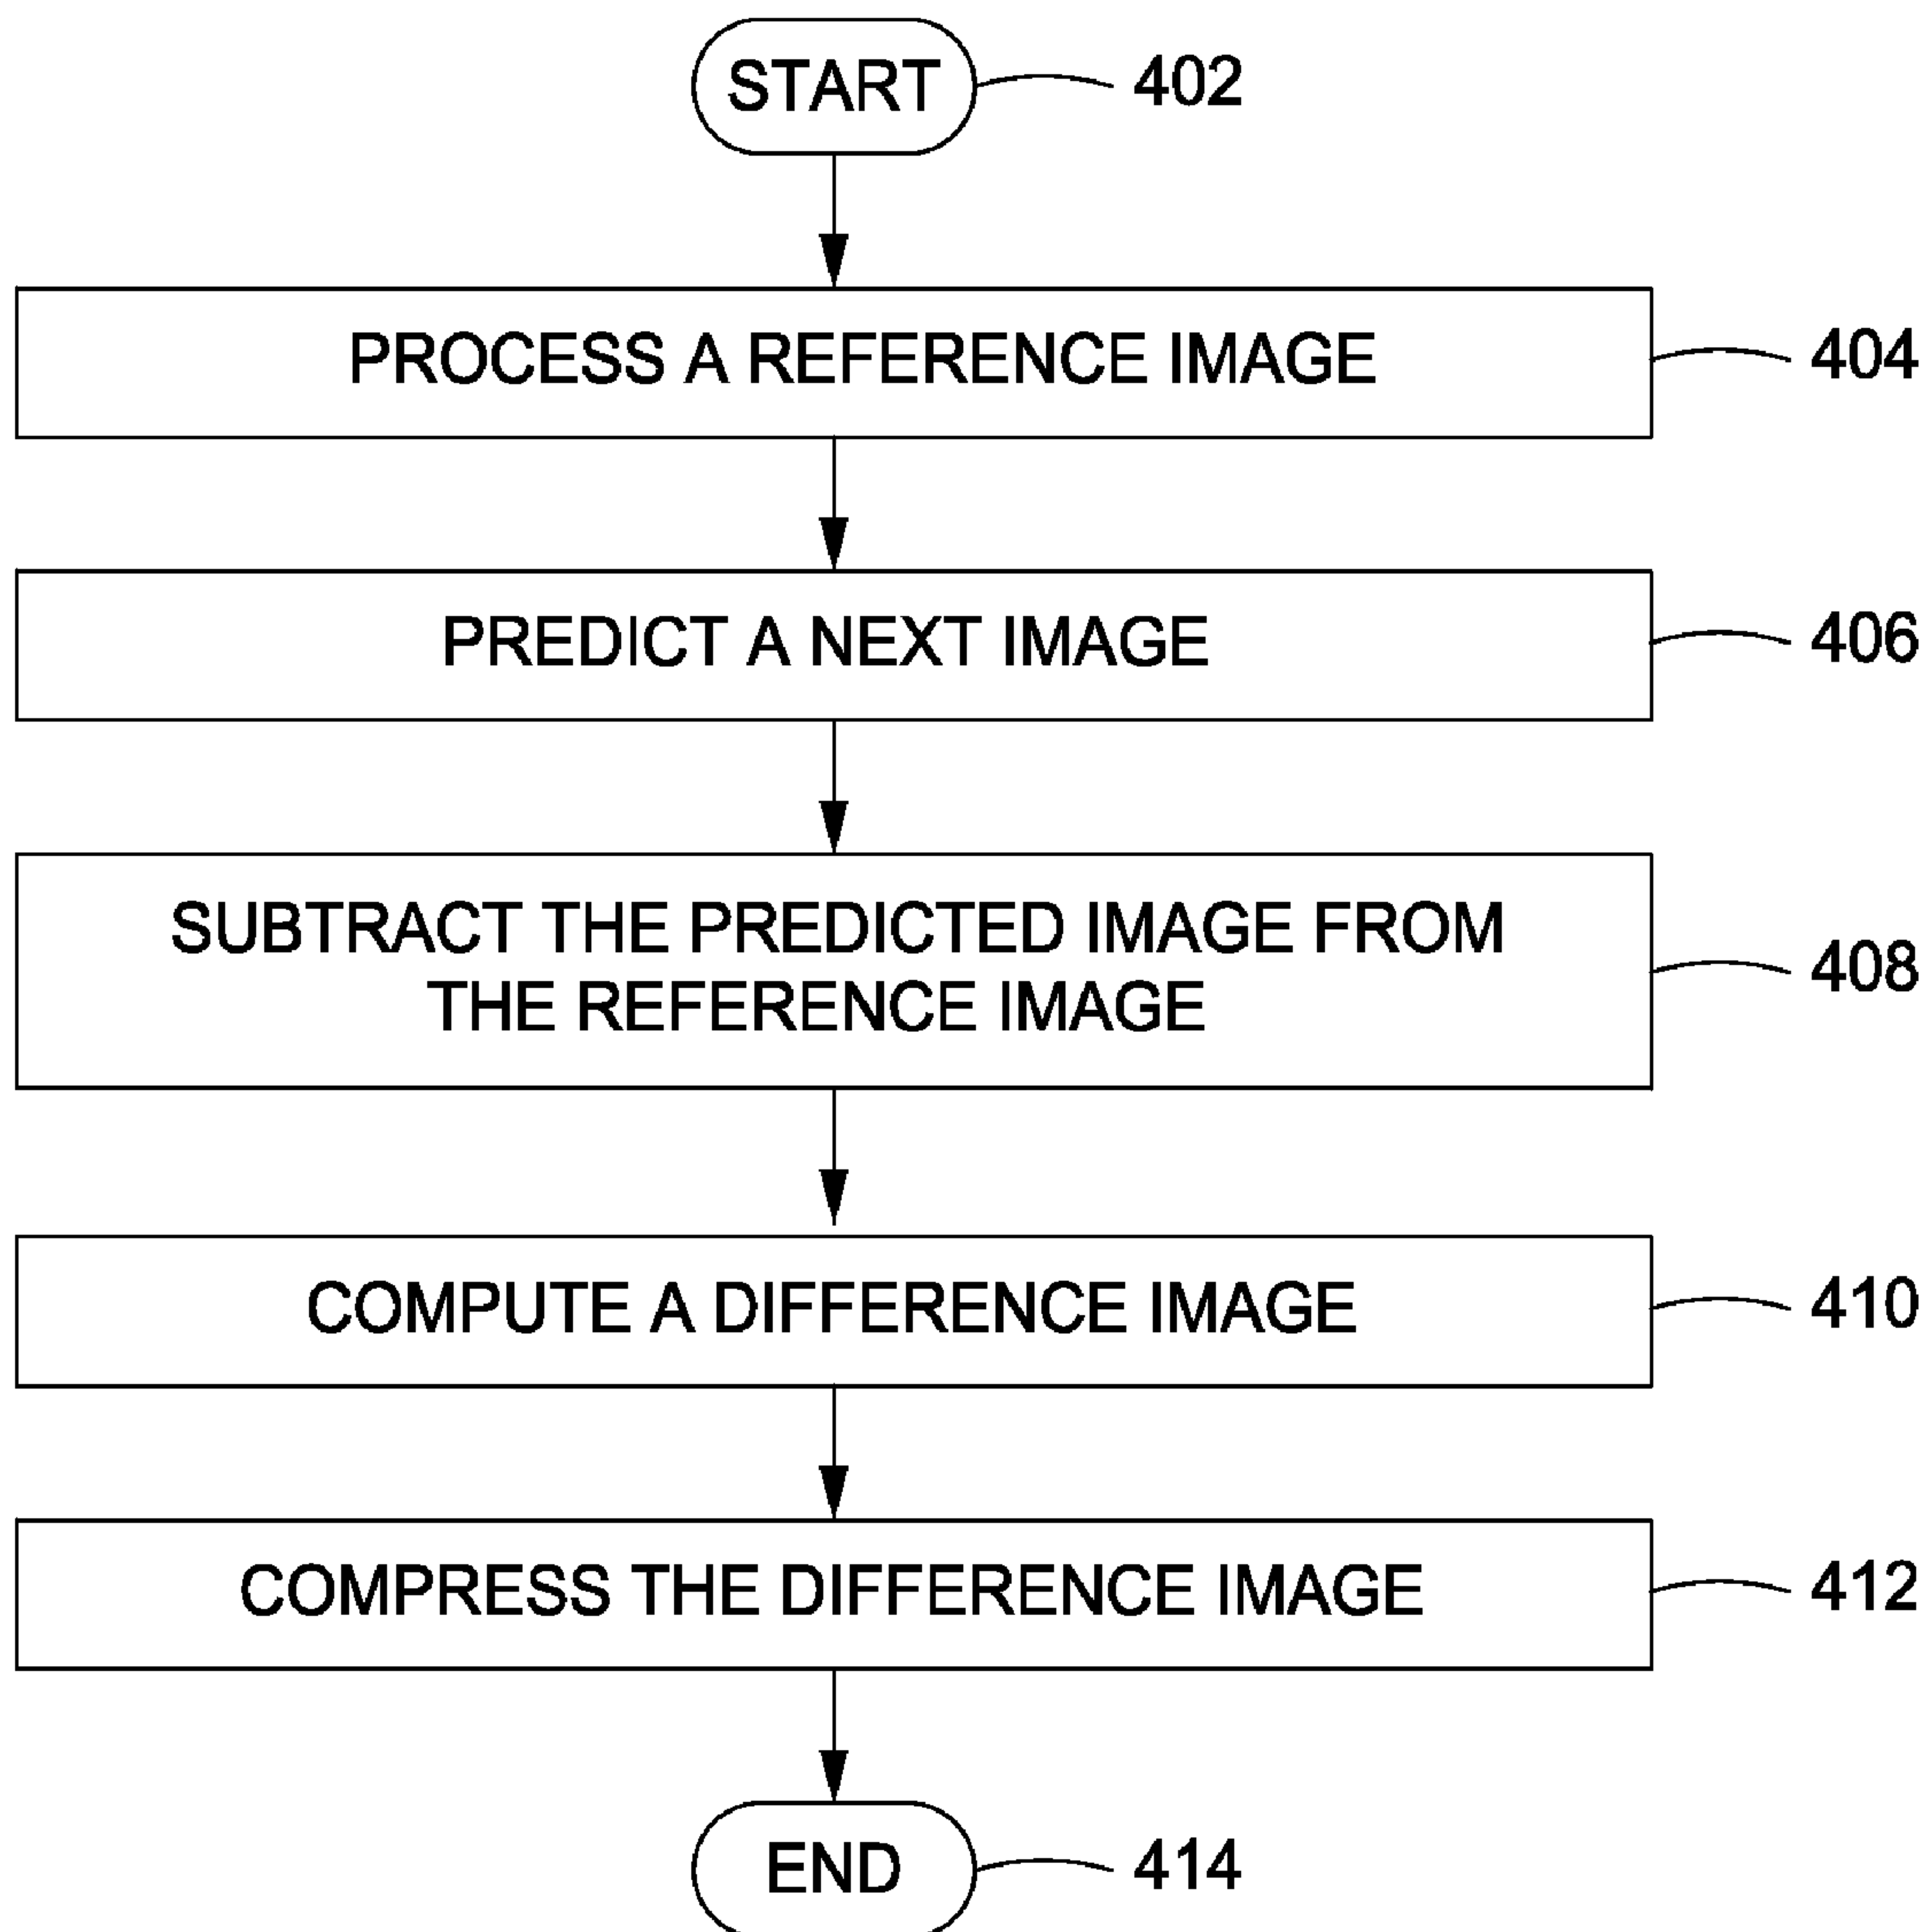 START 402
PROCESS A REFERENCE IMAGE 404
PREDICT A NEXT IMAGE 406
SUBTRACT THE PREDICTED IMAGE FROM
THE REFERENCE IMAGE
408
COMPUTE A DIFFERENCE IMAGE 410
COMPRESS THE DIFFERENCE IMAGE 412
END 414